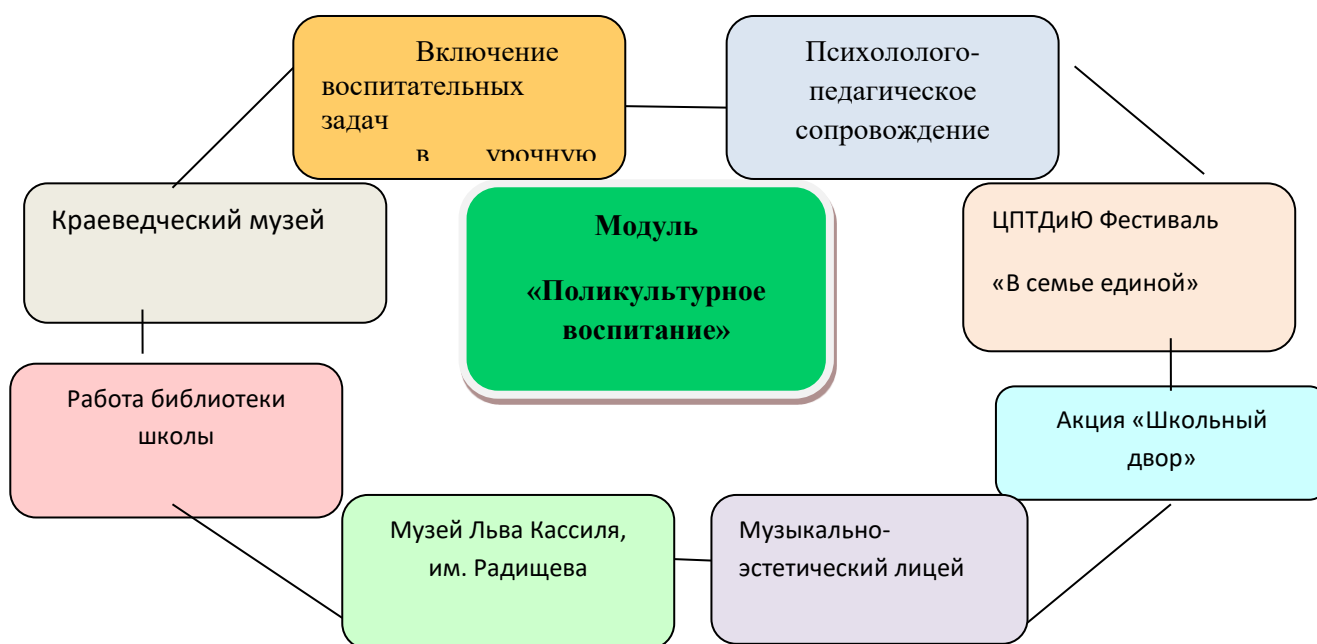 Включение
воспитательных
задач
в урочную
Психолого-
педагическое
сопровождение
Краеведческий музей
Модуль
«Поликультурное
воспитание»
ЦПТДиЮ Фестиваль
«В семье единой»
Работа библиотеки
школы
Акция «Школьный
двор»
Музей Льва Кассиля,
им. Радищева
Музыкально-
эстетический лицей